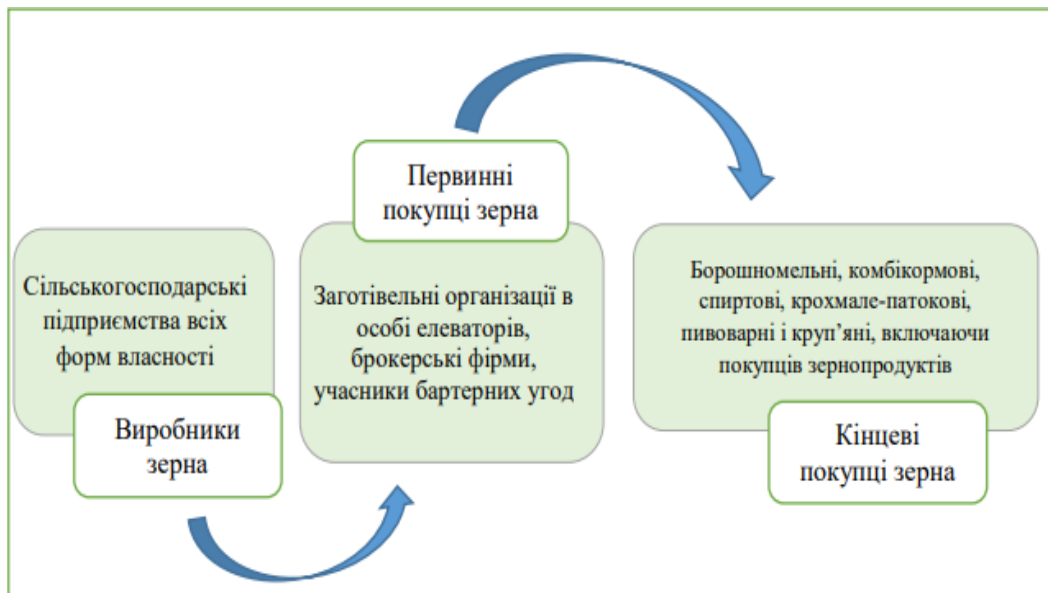 Сільськогосподарські
підприємства всіх
форм власності
Виробники
зерна
Первинні
покупці зерна
Заготівельні організації в
особі елеваторів,
брокерські фірми,
учасники бартерних угод
Борошномельні, комбікормові,
спиртові, крохмале-патокові,
пивоварні і круп’яні, включаючи
покупців зернопродуктів
Кінцеві
покупці зерна